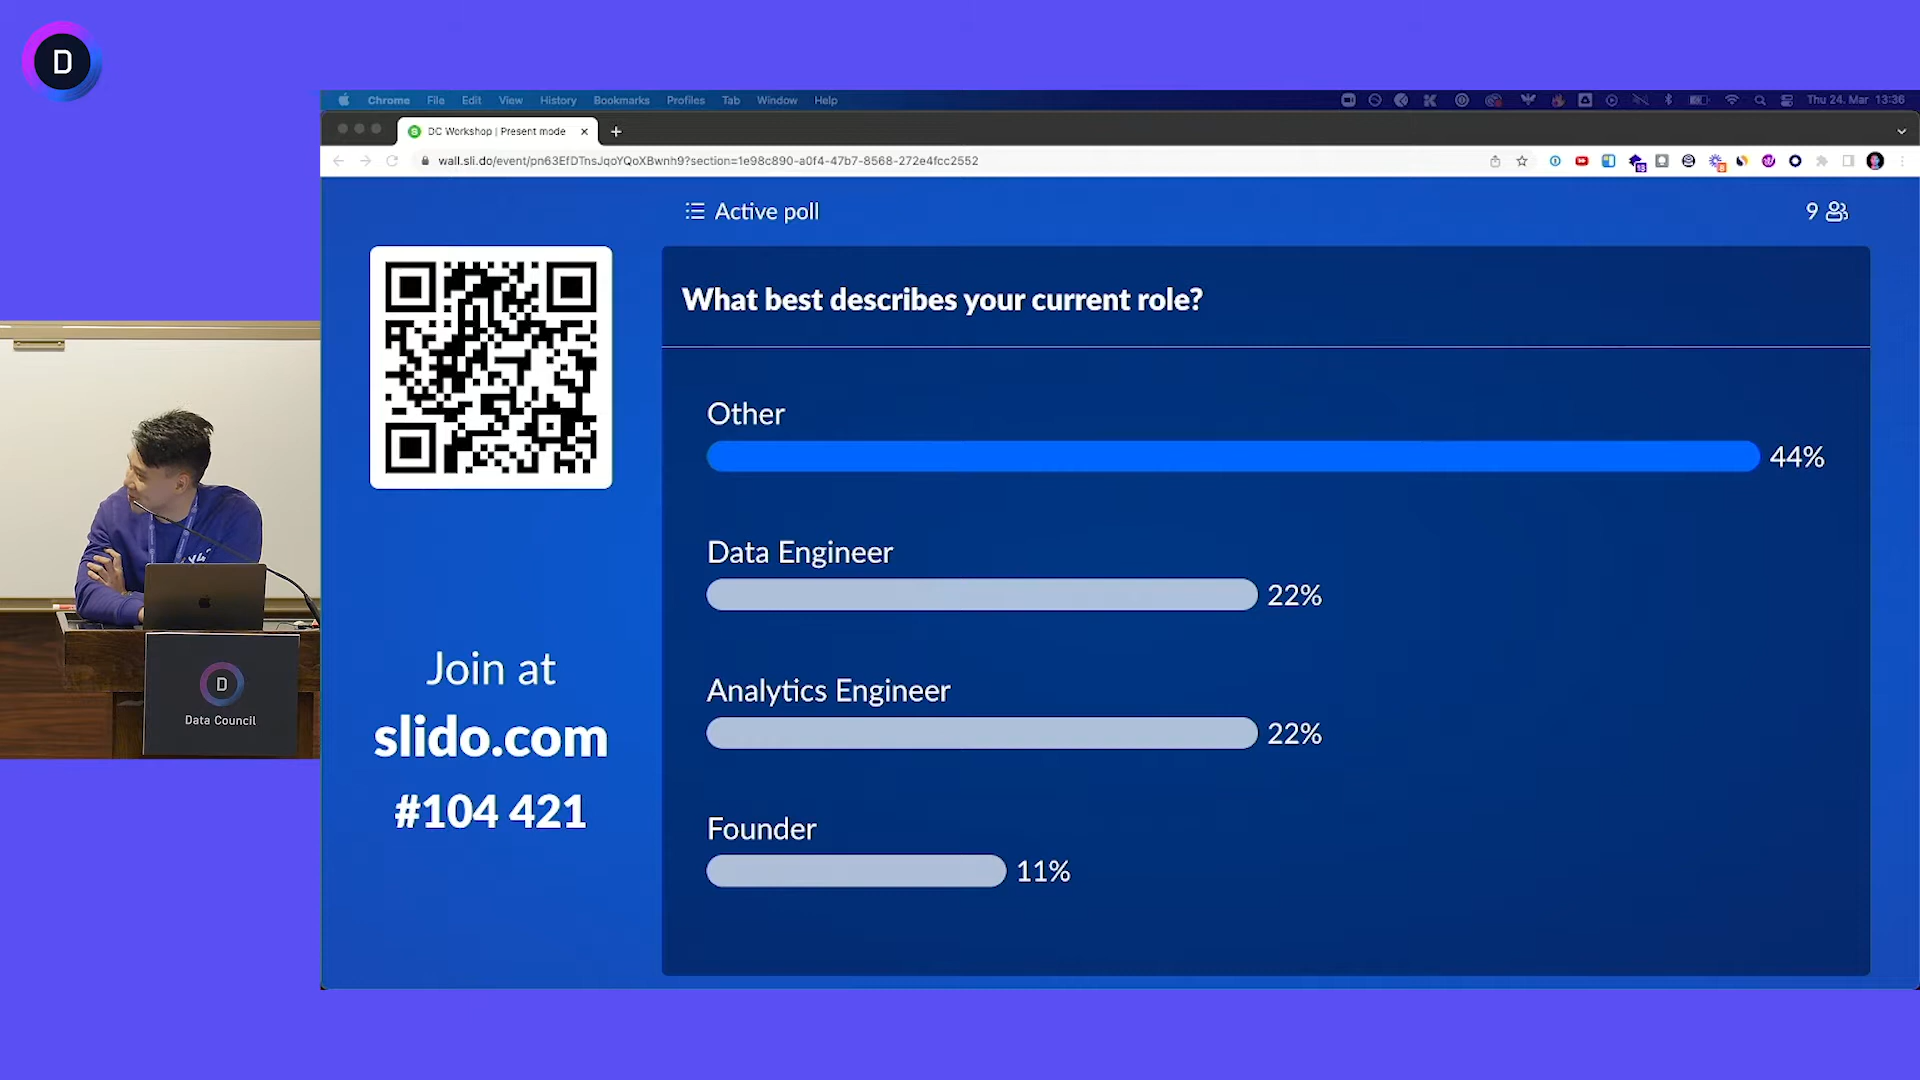 D
Chrome File Edit View History Bookmarks Profiles Tab Window Help Thu 24. Mar 13:36
DC Workshop | Present mode
wall.sli.do/event/pn63EfDTnsJqoYQoXBwnh9?section=1e98c890-a0f4-47b7-8568-272e4fcc2552
Active poll
9
What best describes your current role?
Other
44%
Data Engineer
22%
Analytics Engineer
22%
Founder
11%
Join at
slido.com
#104 421
D
Data Council